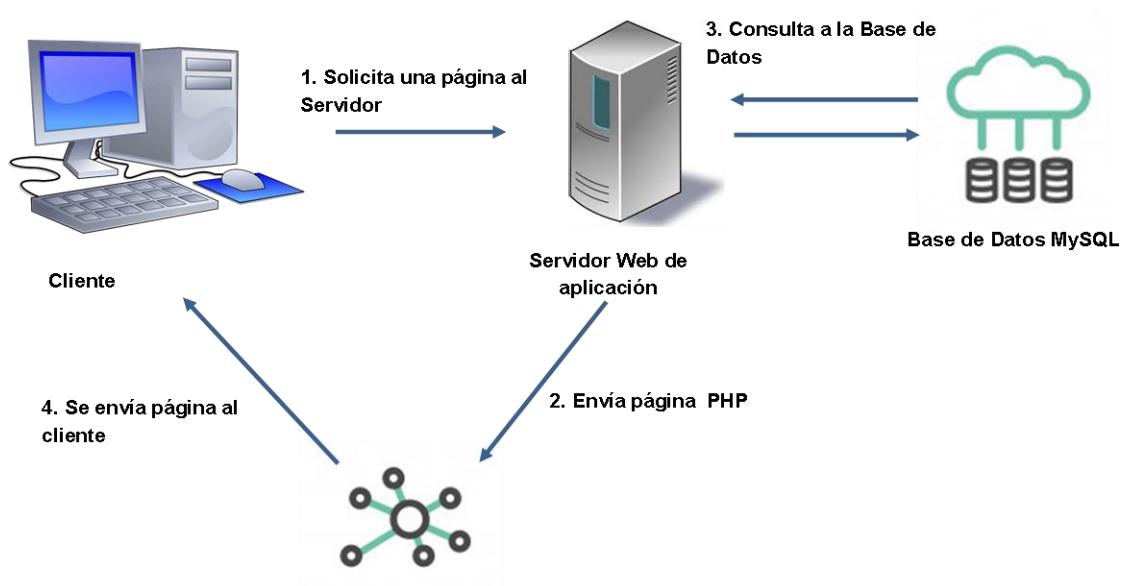 1. Solicita una página al
Servidor
3. Consulta a la Base de
Datos
Base de Datos MySQL
Cliente
Servidor Web de
aplicación
4. Se envía página al
cliente
2. Envía página  PHP